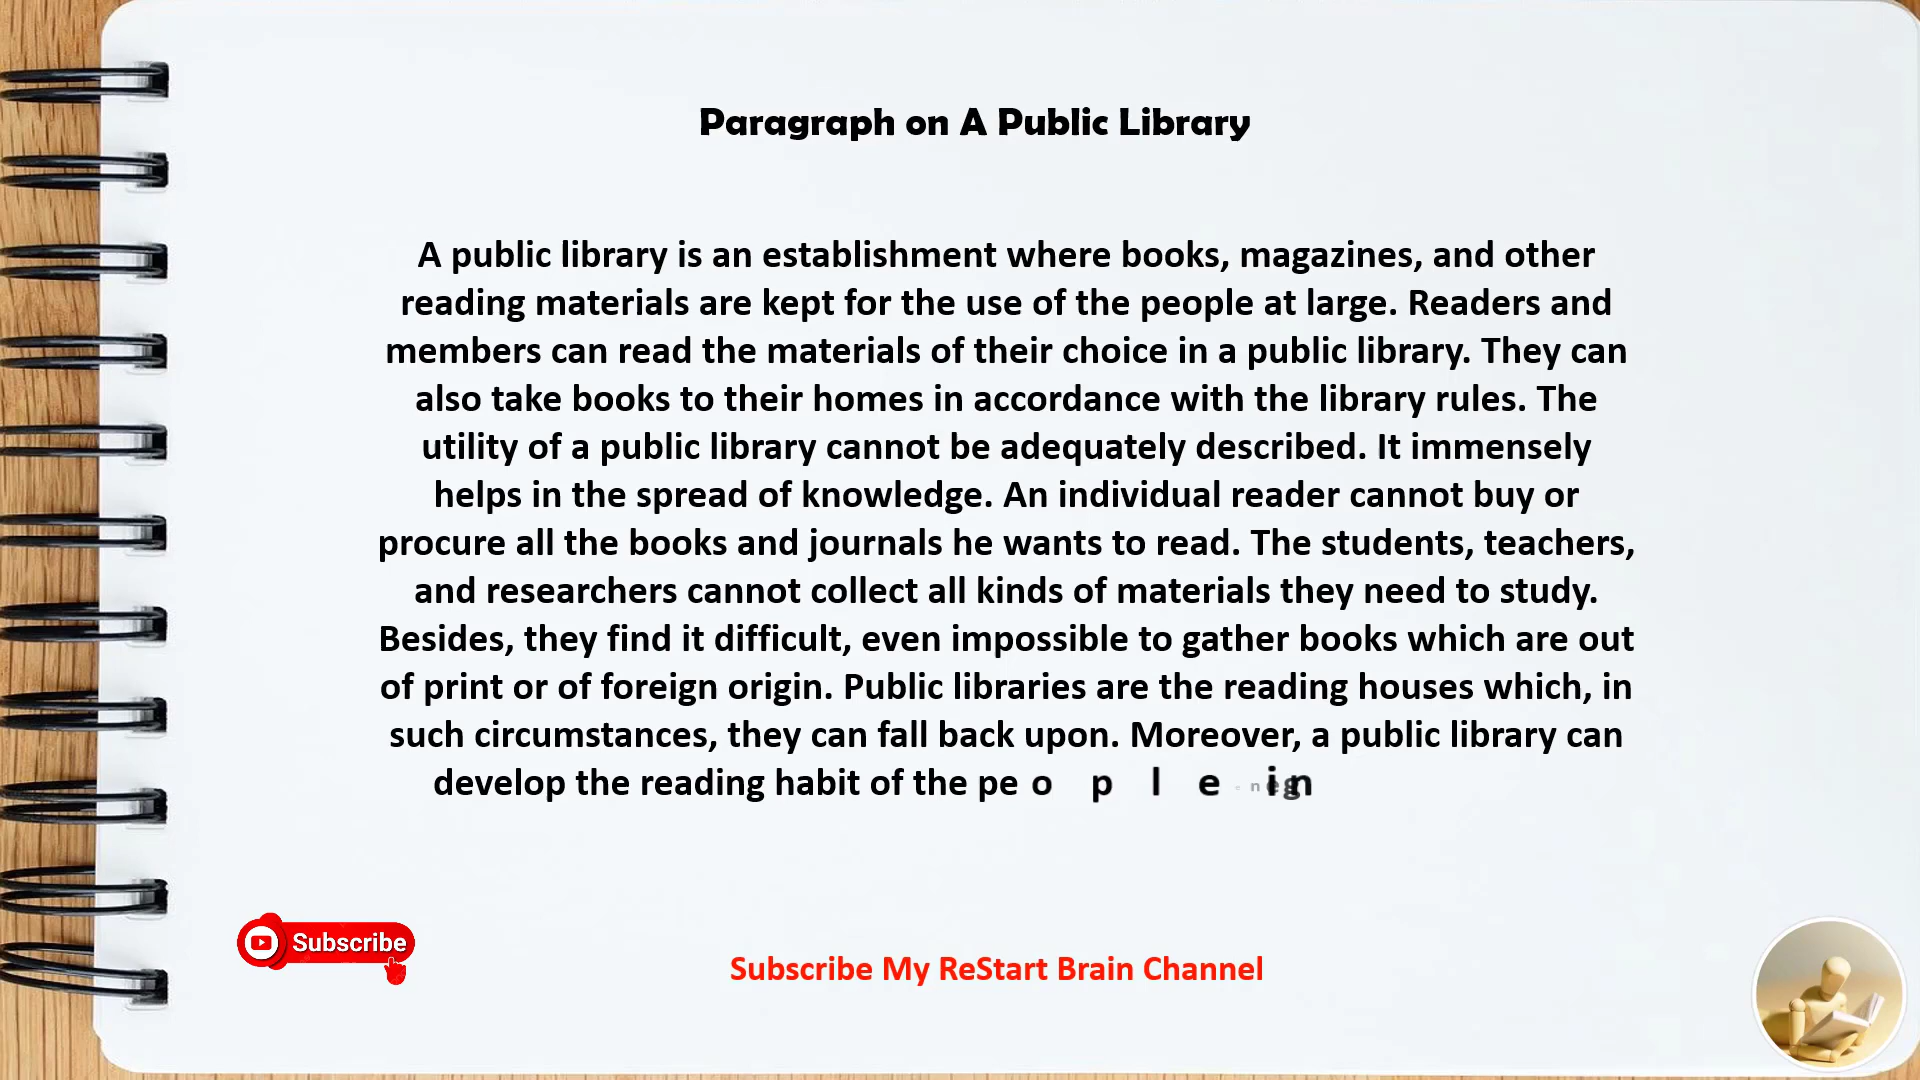 Paragraph on A Public Library
A public library is an establishment where books, magazines, and other
reading materials are kept for the use of the people at large. Readers and
members can read the materials of their choice in a public library. They can
also take books to their homes in accordance with the library rules. The
utility of a public library cannot be adequately described. It immensely
helps in the spread of knowledge. An individual reader cannot buy or
procure all the books and journals he wants to read. The students, teachers,
and researchers cannot collect all kinds of materials they need to study.
Besides, they find it difficult, even impossible to gather books which are out
of print or of foreign origin. Public libraries are the reading houses which, in
such circumstances, they can fall back upon. Moreover, a public library can
develop the reading habit of the people in
Subscribe
Subscribe My ReStart Brain Channel